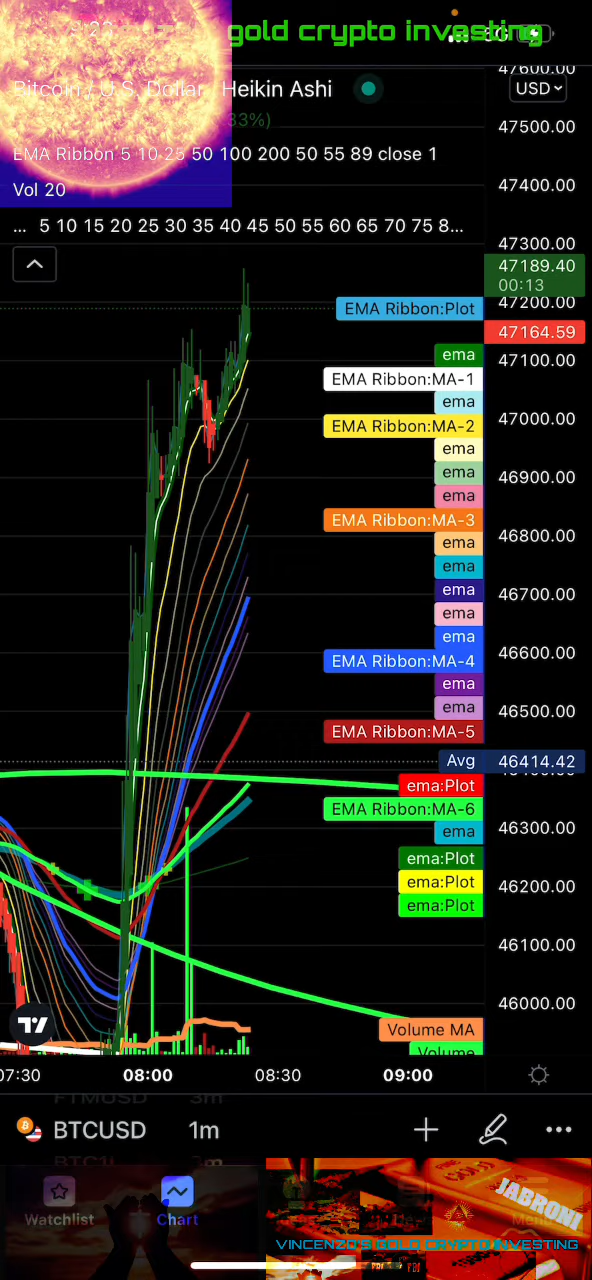 gold crypto investing
Bitcoin / U.S. Dollar Heikin Ashi
USD
33%)
EMA Ribbon 5 10 25 50 100 200 50 55 89 close 1
Vol 20
... 5 10 15 20 25 30 35 40 45 50 55 60 65 70 75 8...
47600.00
47500.00
47400.00
47300.00
47189.40
00:13
47200.00
EMA Ribbon:Plot
47164.59
ema
47100.00
EMA Ribbon:MA-1
ema
47000.00
EMA Ribbon:MA-2
ema
ema
46900.00
ema
EMA Ribbon:MA-3
46800.00
ema
ema
ema
46700.00
ema
ema
46600.00
EMA Ribbon:MA-4
ema
ema
46500.00
EMA Ribbon:MA-5
Avg 46414.42
ema:Plot
EMA Ribbon:MA-6
46300.00
ema
ema:Plot
46200.00
ema:Plot
ema:Plot
46100.00
46000.00
Volume MA
Volume
07:30 08:00 08:30 09:00
FTMUSD 3m
BTCUSD 1m
Watchlist
Chart
JABRONI
VINCENZO'S GOLD CRYPTO INVESTING